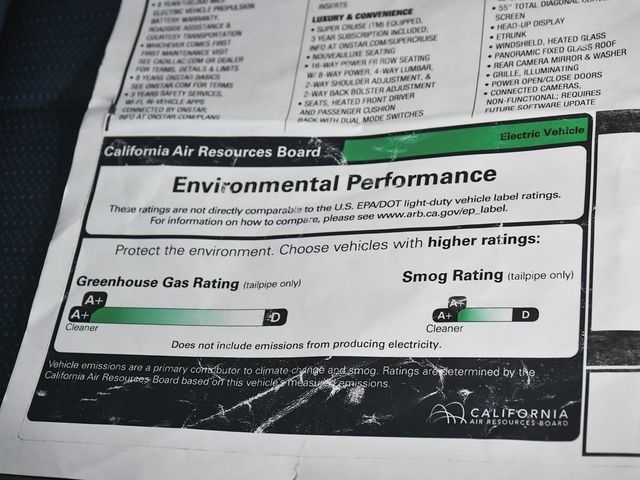 • 8 YEAR/100,000 MILE
ELECTRIC VEHICLE PROPULSION
BATTERY WARRANTY,
ROADSIDE ASSISTANCE &
COURTESY TRANSPORTATION
• WHICHEVER COMES FIRST
FIRST MAINTENANCE VISIT
SEE CADILLAC.COM OR DEALER
FOR TERMS, DETAILS & LIMITS
• 8 YEARS ONSTAR BASICS
SEE ONSTAR.COM FOR TERMS
• 3 YEARS SAFETY SERVICES,
WI-FI, IN-VEHICLE APPS
CONNECTED BY ONSTAR;
INFO AT ONSTAR.COM/PLANS
INSERTS
LUXURY & CONVENIENCE
• SUPER CRUISE (TM) EQUIPPED,
3 YEAR SUBSCRIPTION INCLUDED;
INFO AT ONSTAR.COM/SUPERCRUISE
• NOUVEAULUXE SEATING
• 16-WAY POWER FR ROW SEATING
W/ 8-WAY POWER, 4-WAY LUMBAR,
2-WAY SHOULDER ADJUSTMENT, &
2-WAY BACK BOLSTER ADJUSTMENT
• SEATS, HEATED FRONT DRIVER
AND PASSENGER CUSHION
BACK WITH DUAL MODE SWITCHES
• 55" TOTAL DIAGONAL
SCREEN
• HEAD-UP DISPLAY
• ETRUNK
• WINDSHIELD, HEATED GLASS
• PANORAMIC FIXED GLASS ROOF
• REAR CAMERA MIRROR & WASHER
• GRILLE, ILLUMINATING
• POWER OPEN/CLOSE DOORS
• CONNECTED CAMERAS,
NON-FUNCTIONAL; REQUIRES
FUTURE SOFTWARE UPDATE
California Air Resources Board
Electric Vehicle
Environmental Performance
These ratings are not directly comparable to the U.S. EPA/DOT light-duty vehicle label ratings.
For information on how to compare, please see www.arb.ca.gov/ep_label.
Protect the environment. Choose vehicles with higher ratings:
Greenhouse Gas Rating (tailpipe only)
A+
A+ D
Cleaner
Smog Rating (tailpipe only)
A+
A+ D
Cleaner
Does not include emissions from producing electricity.
Vehicle emissions are a primary contributor to climate change and smog. Ratings are determined by the
California Air Resources Board based on this vehicle's measured emissions.
CALIFORNIA
AIR RESOURCES BOARD